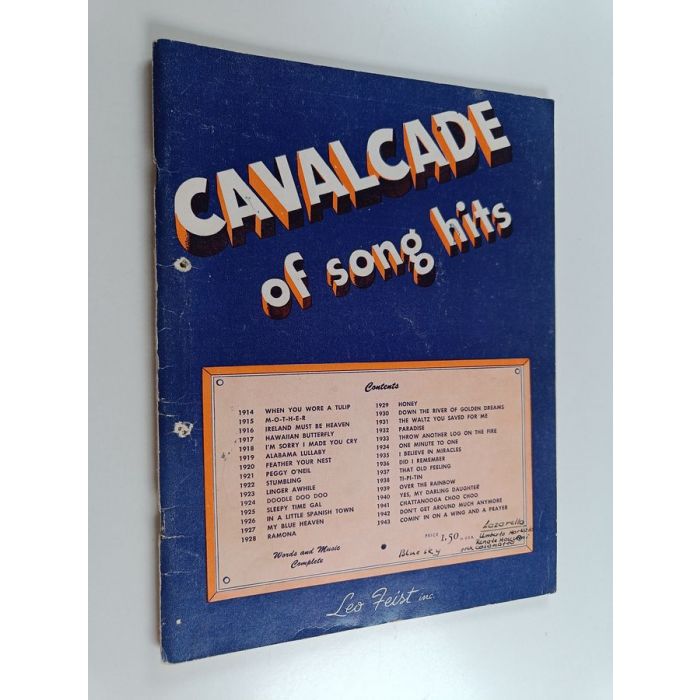 CAVALCADE
of song hits
Contents
1914 WHEN YOU WORE A TULIP
1915 M-O-T-H-E-R
1916 IRELAND MUST BE HEAVEN
1917 HAWAIIAN BUTTERFLY
1918 I'M SORRY I MADE YOU CRY
1919 ALABAMA LULLABY
1920 FEATHER YOUR NEST
1921 PEGGY O'NEIL
1922 STUMBLING
1923 LINGER AWHILE
1924 DOODLE DOO DOO
1925 SLEEPY TIME GAL
1926 IN A LITTLE SPANISH TOWN
1927 MY BLUE HEAVEN
1928 RAMONA
Words and Music
Complete
1929 HONEY
1930 DOWN THE RIVER OF GOLDEN DREAMS
1931 THE WALTZ YOU SAVED FOR ME
1932 PARADISE
1933 THROW ANOTHER LOG ON THE FIRE
1934 ONE MINUTE TO ONE
1935 I BELIEVE IN MIRACLES
1936 DID I REMEMBER
1937 THAT OLD FEELING
1938 TI-PI-TIN
1939 OVER THE RAINBOW
1940 YES, MY DARLING DAUGHTER
1941 CHATTANOOGA CHOO CHOO
1942 DON'T GET AROUND MUCH ANYMORE
1943 COMIN' IN ON A WING AND A PRAYER
PRICE 1.50 IN U.S.A.
Lazarella
Umberto
Renato
Blue sky
Leo Feist inc.